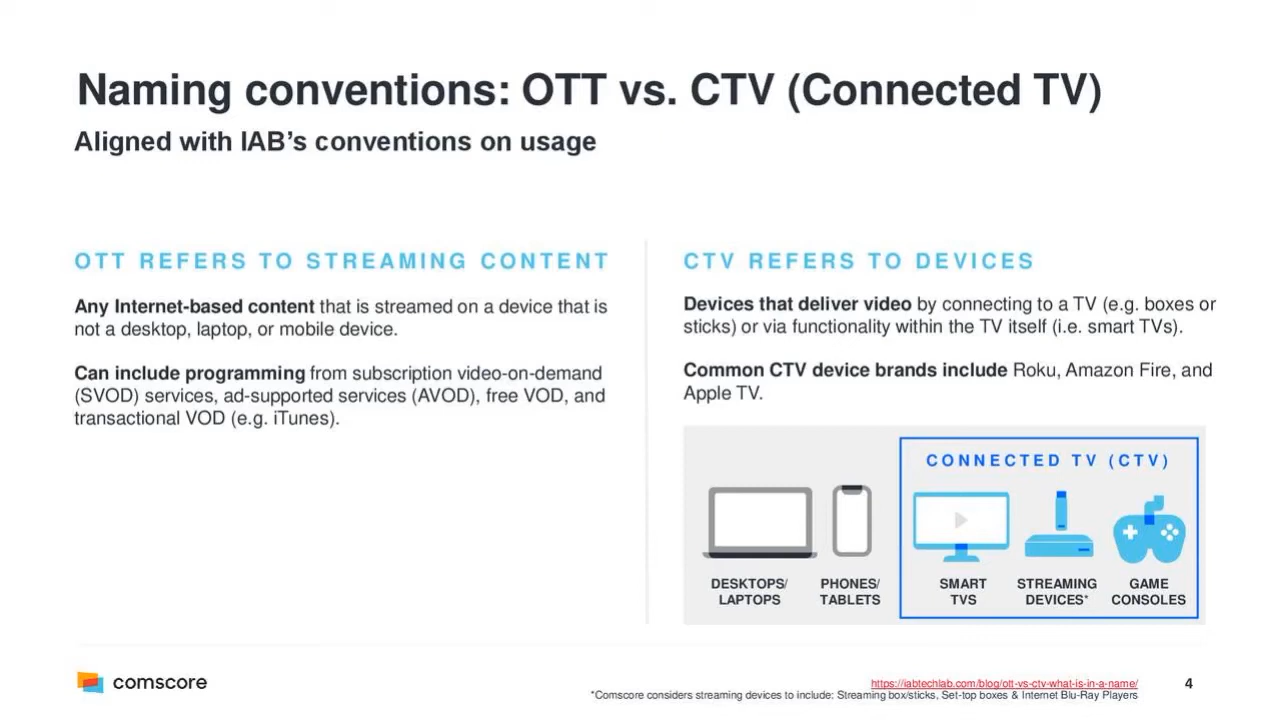 Naming conventions: OTT vs. CTV (Connected TV)
Aligned with IAB's conventions on usage
OTT REFERS TO STREAMING CONTENT
Any Internet-based content that is streamed on a device that is
not a desktop, laptop, or mobile device.
Can include programming from subscription video-on-demand
(SVOD) services, ad-supported services (AVOD), free VOD, and
transactional VOD (e.g. iTunes).
CTV REFERS TO DEVICES
Devices that deliver video by connecting to a TV (e.g. boxes or
sticks) or via functionality within the TV itself (i.e. smart TVs).
Common CTV device brands include Roku, Amazon Fire, and
Apple TV.
CONNECTED TV (CTV)
DESKTOPS/
LAPTOPS
PHONES/
TABLETS
SMART
TVS
STREAMING
DEVICES*
GAME
CONSOLES
comscore
https://iabtechlab.com/blog/ott-vs-ctv-what-is-in-a-name/
*Comscore considers streaming devices to include: Streaming box/sticks, Set-top boxes & Internet Blu-Ray Players
4